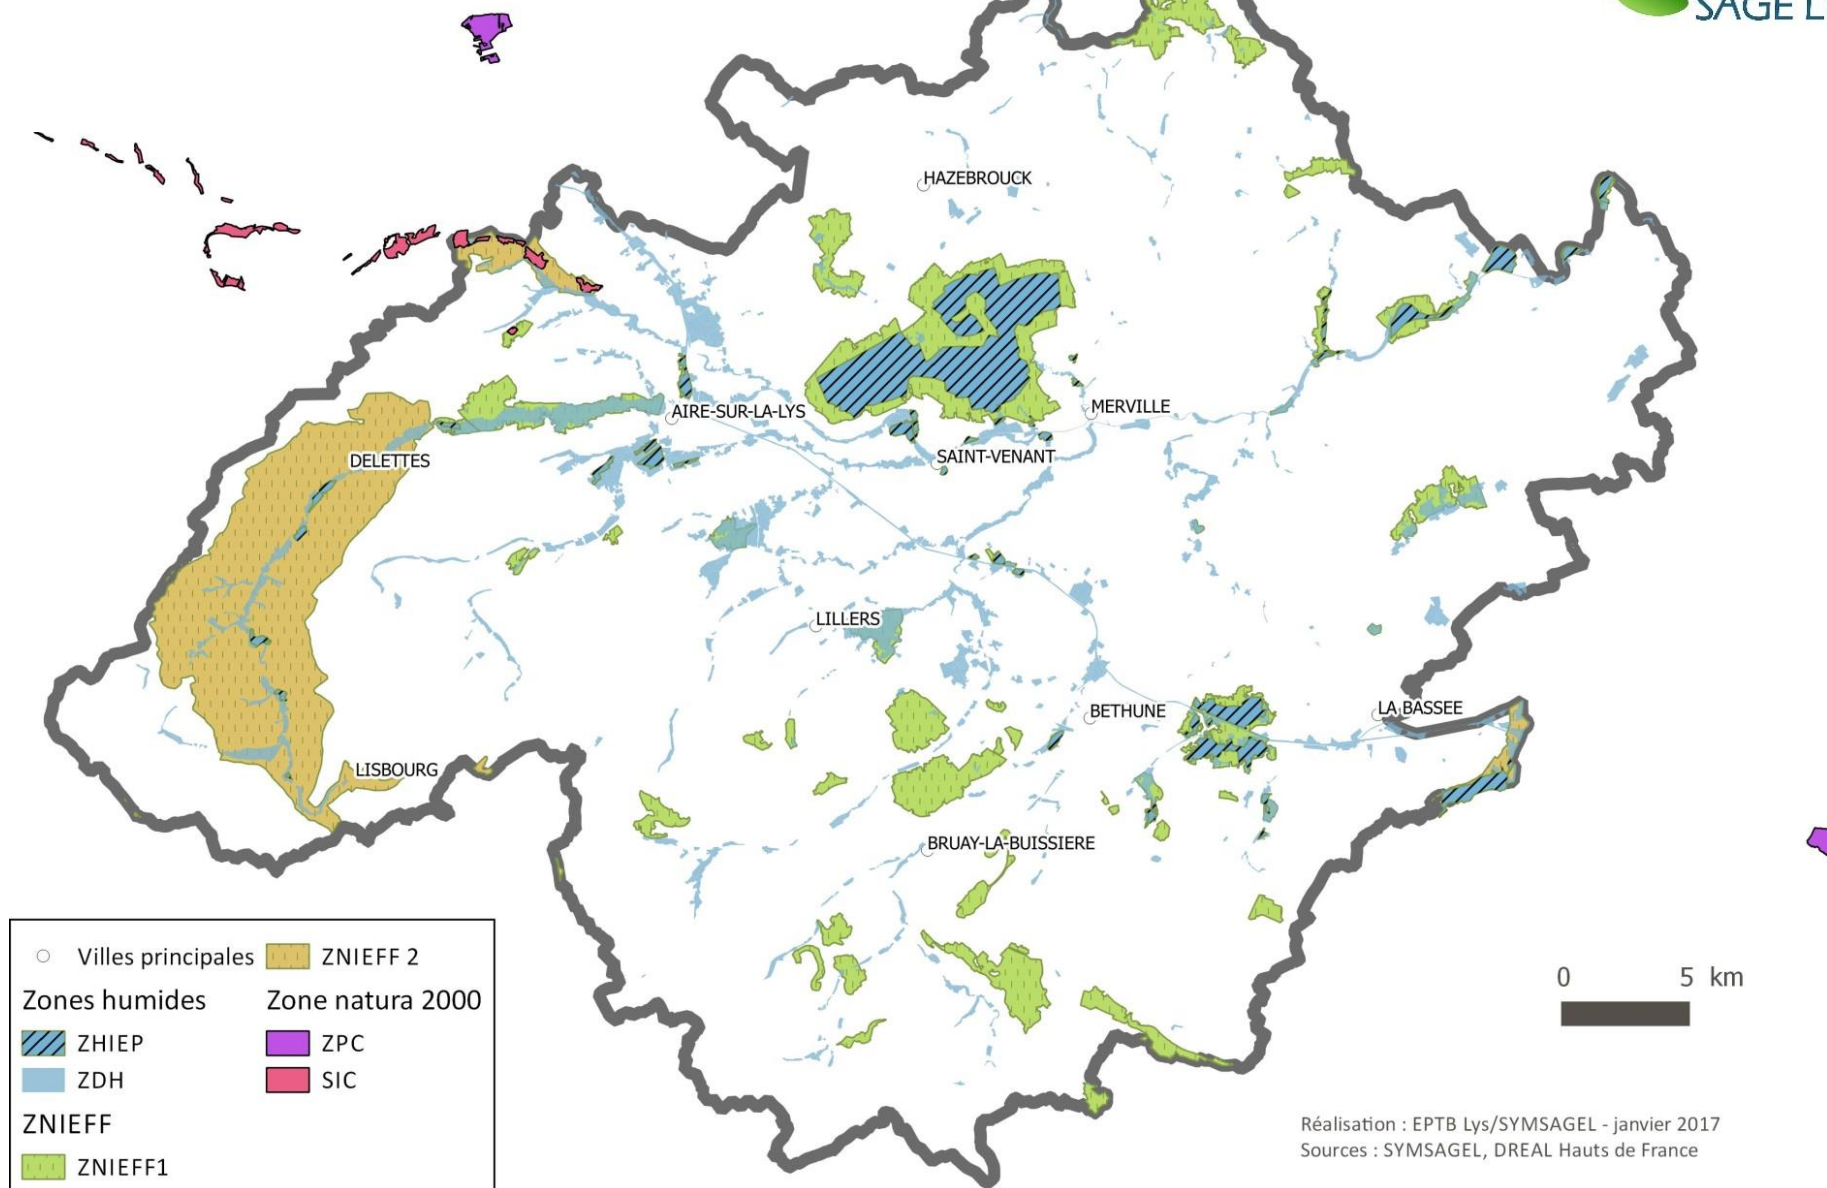 SAGE L
HAZEBROUCK
AIRE-SUR-LA-LYS
MERVILLE
DELETTES
SAINT-VENANT
LILLERS
BETHUNE
LA BASSEE
LISBOURG
BRUAY-LA-BUISSIERE
Villes principales
Zones humides
ZHIEP
ZDH
ZNIEFF
ZNIEFF1
ZNIEFF 2
Zone natura 2000
ZPC
SIC
0 5 km
Réalisation : EPTB Lys/SYMSAGEL - janvier 2017
Sources : SYMSAGEL, DREAL Hauts de France